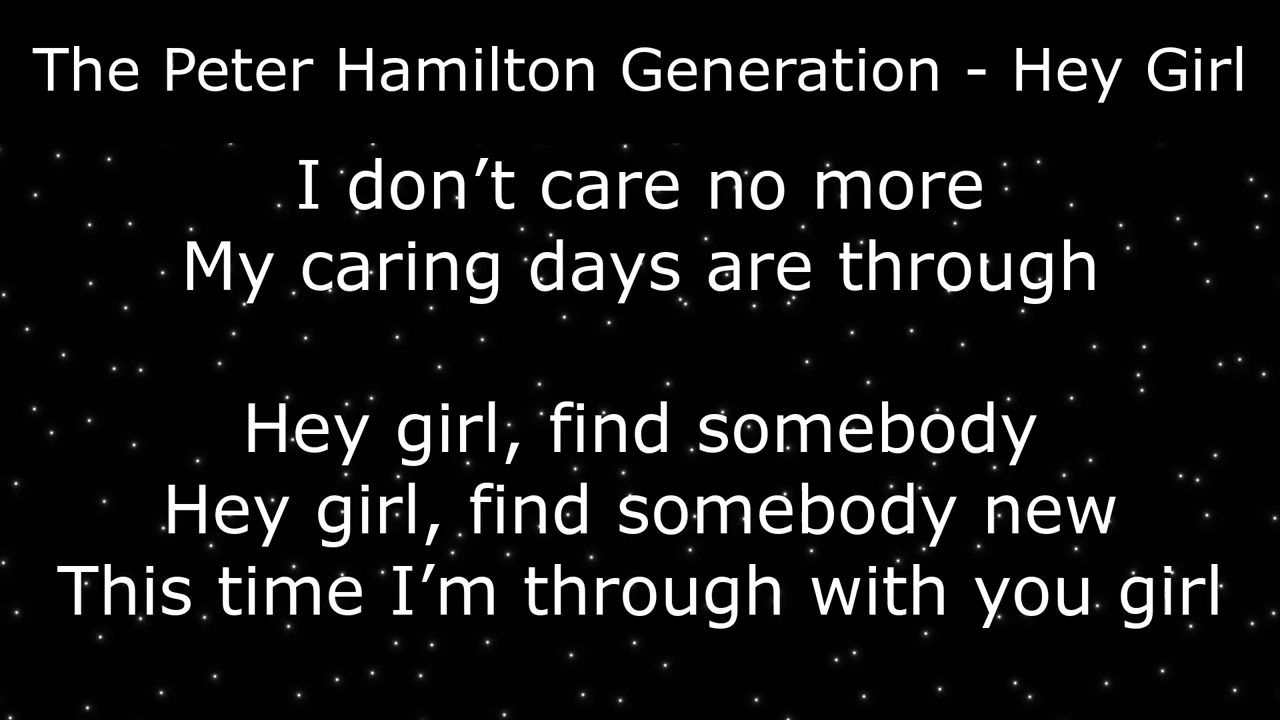 The Peter Hamilton Generation - Hey Girl
I don’t care no more
My caring days are through
Hey girl, find somebody
Hey girl, find somebody new
This time I’m through with you girl